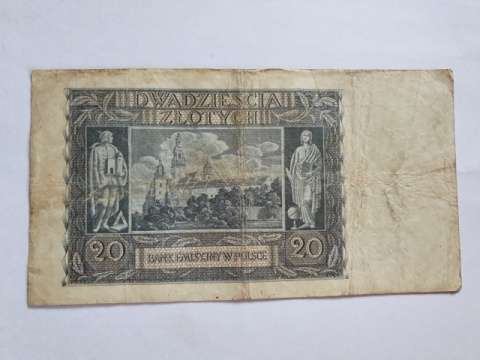 DWADZIEŚCIA
ZŁOTYCH
20 BANK EMISYJNY W POLSCE 20